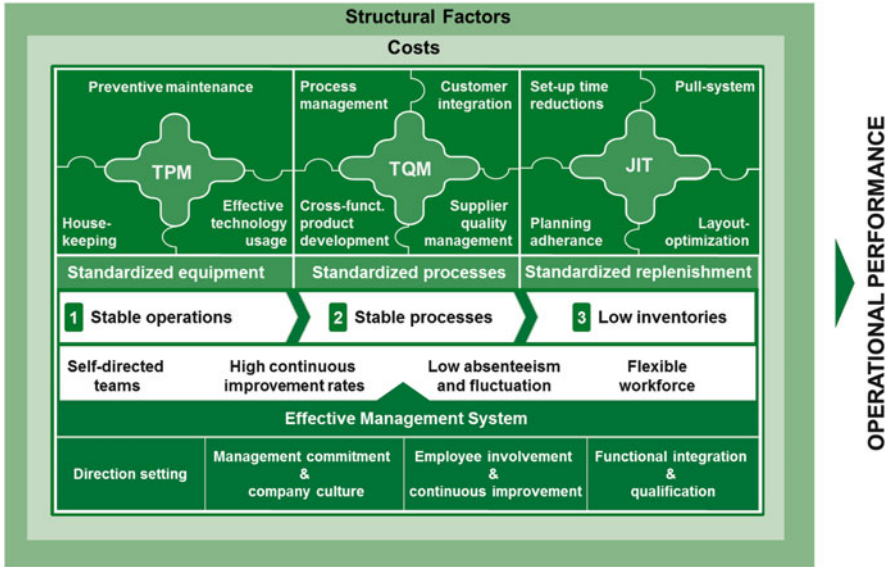 Structural Factors
Costs
Preventive maintenance
TPM
House-
keeping
Effective
technology
usage
Process
management
Customer
integration
TQM
Cross-funct.
product
development
Supplier
quality
management
Set-up time
reductions
Pull-system
JIT
Planning
adherance
Layout-
optimization
Standardized equipment
Standardized processes
Standardized replenishment
1 Stable operations
2 Stable processes
3 Low inventories
Self-directed
teams
High continuous
improvement rates
Low absenteeism
and fluctuation
Flexible
workforce
Effective Management System
Direction setting
Management commitment
&
company culture
Employee involvement
&
continuous improvement
Functional integration
&
qualification
OPERATIONAL PERFORMANCE